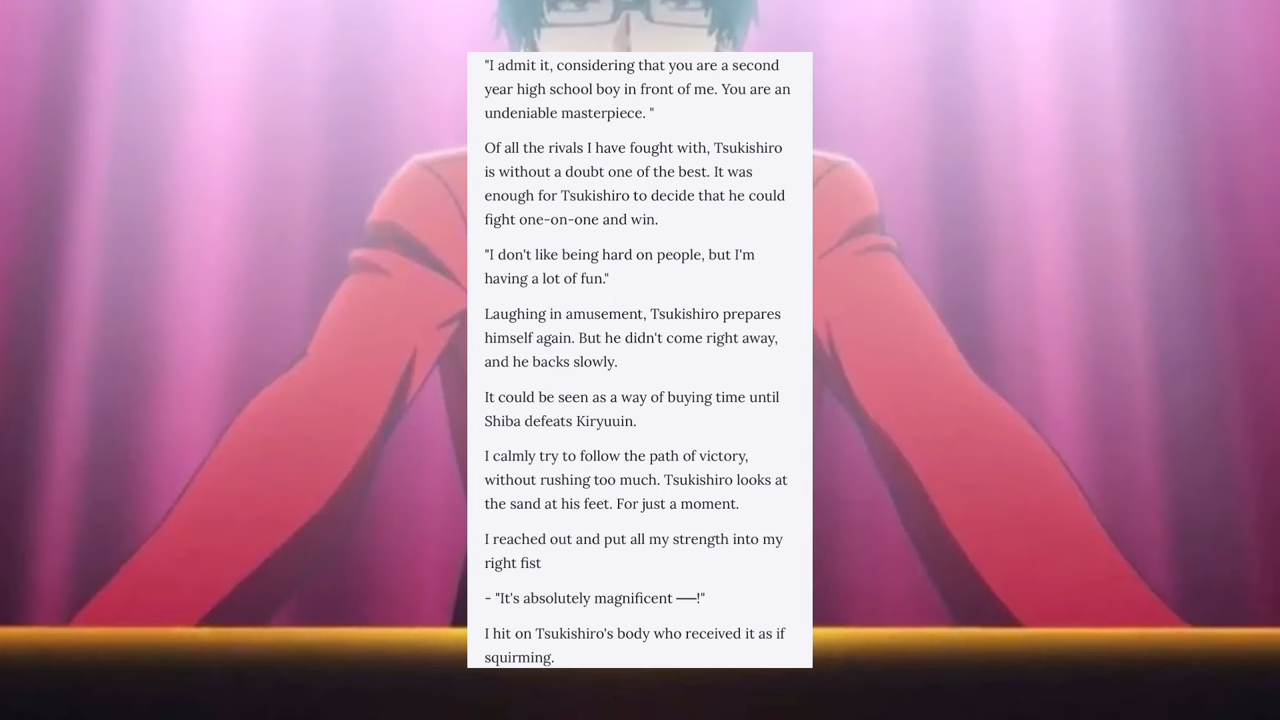 "I admit it, considering that you are a second
year high school boy in front of me. You are an
undeniable masterpiece. "
Of all the rivals I have fought with, Tsukishiro
is without a doubt one of the best. It was
enough for Tsukishiro to decide that he could
fight one-on-one and win.
"I don't like being hard on people, but I'm
having a lot of fun."
Laughing in amusement, Tsukishiro prepares
himself again. But he didn't come right away,
and he backs slowly.
It could be seen as a way of buying time until
Shiba defeats Kiryuuin.
I calmly try to follow the path of victory,
without rushing too much. Tsukishiro looks at
the sand at his feet. For just a moment.
I reached out and put all my strength into my
right fist
- "It's absolutely magnificent ──!"
I hit on Tsukishiro's body who received it as if
squirming.